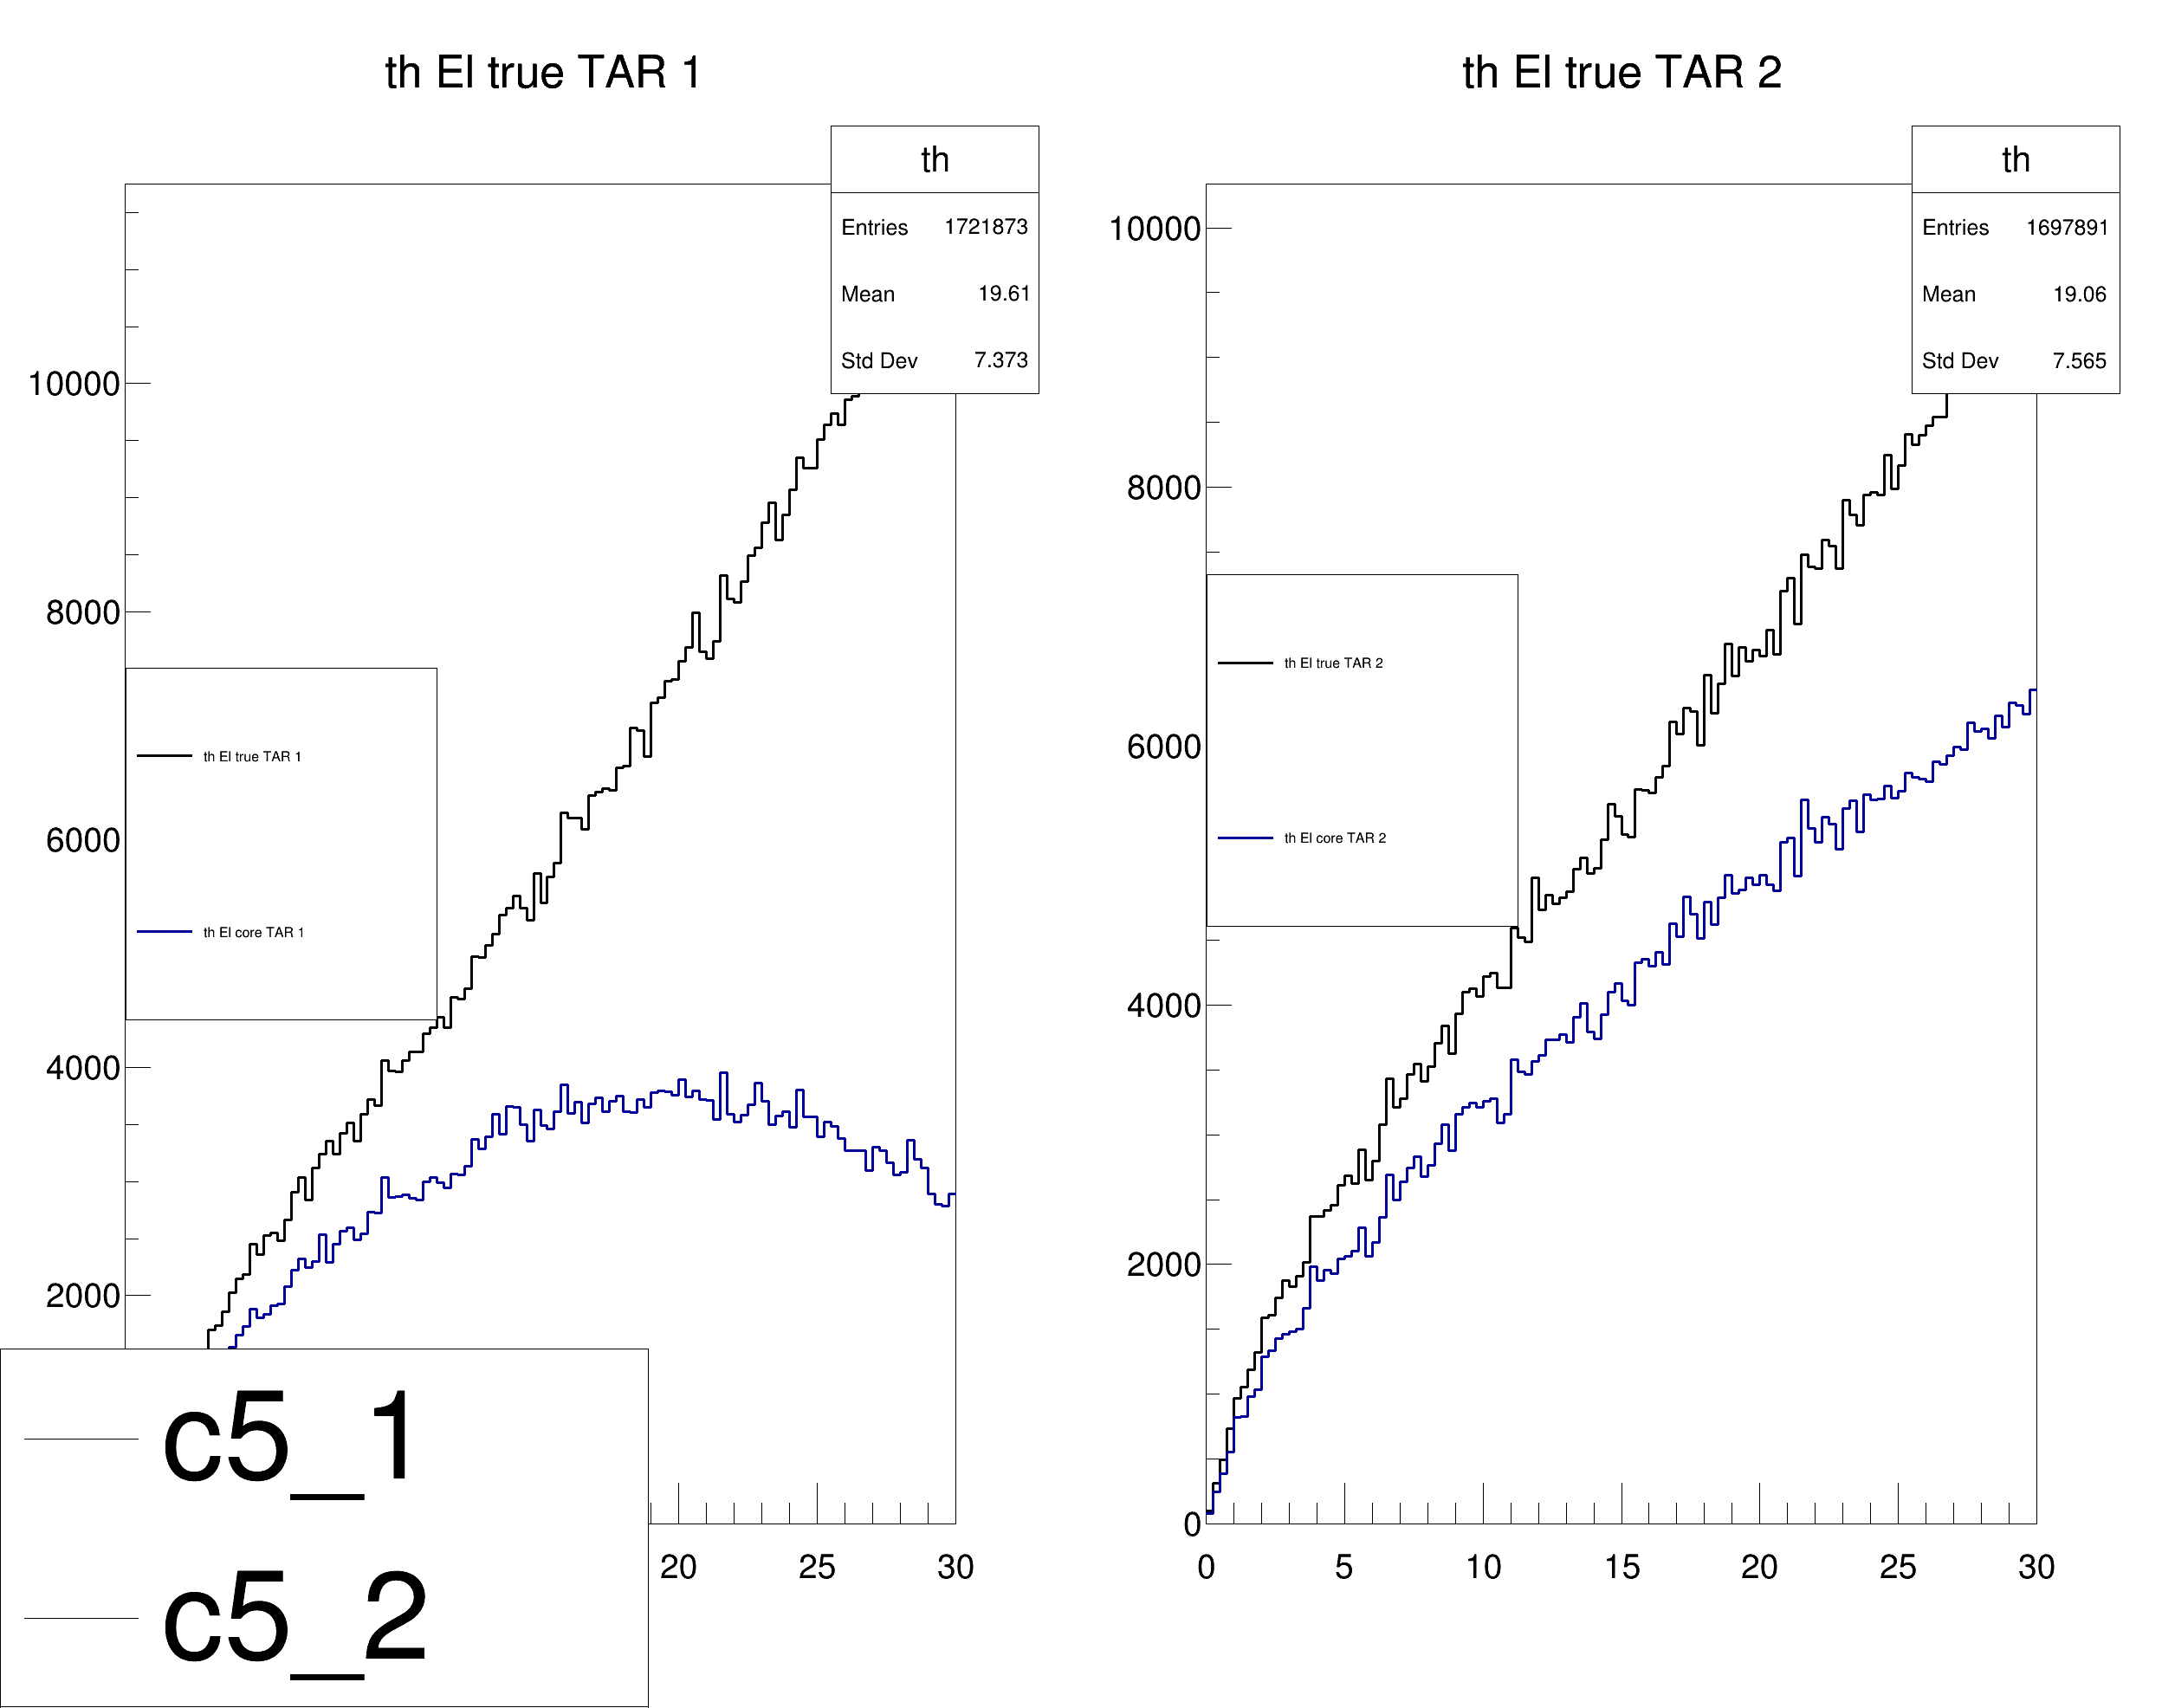 th El true TAR 1
th
Entries 1721873
Mean 19.61
Std Dev 7.373
10000
8000
6000
4000
2000
th El true TAR 1
th El core TAR 1
20 25 30
c5_1
c5_2
th El true TAR 2
th
Entries 1697891
Mean 19.06
Std Dev 7.565
10000
8000
6000
4000
2000
0
th El true TAR 2
th El core TAR 2
0 5 10 15 20 25 30